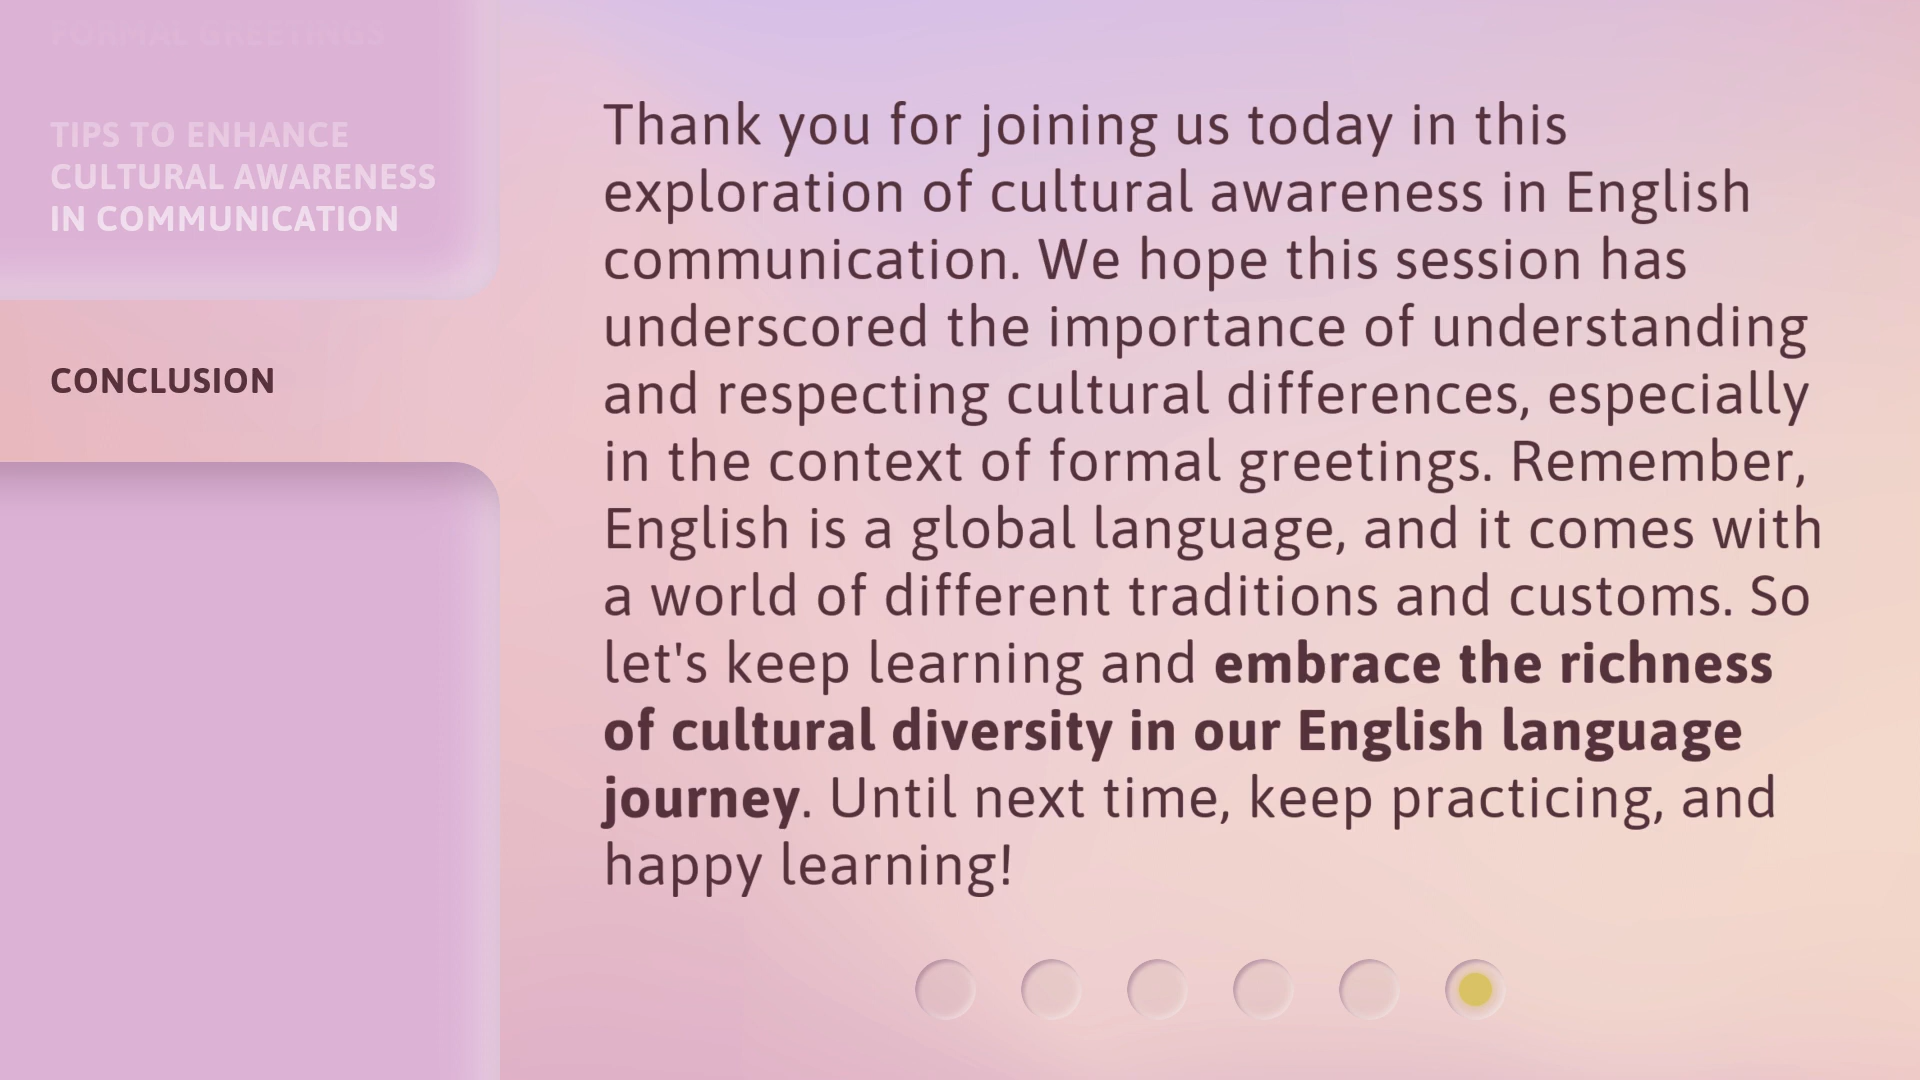 FORMAL GREETINGS
TIPS TO ENHANCE
CULTURAL AWARENESS
IN COMMUNICATION
CONCLUSION
Thank you for joining us today in this
exploration of cultural awareness in English
communication. We hope this session has
underscored the importance of understanding
and respecting cultural differences, especially
in the context of formal greetings. Remember,
English is a global language, and it comes with
a world of different traditions and customs. So
let's keep learning and embrace the richness
of cultural diversity in our English language
journey. Until next time, keep practicing, and
happy learning!